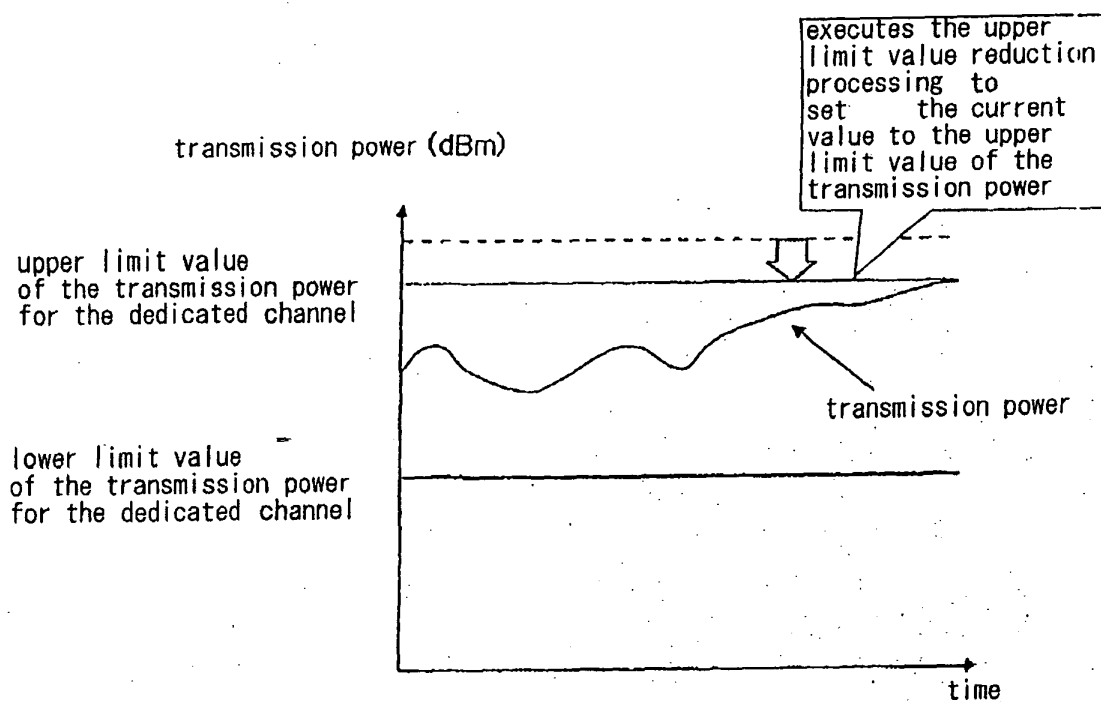 executes the upper
limit value reduction
processing to
set the current
value to the upper
limit value of the
transmission power
transmission power (dBm)
upper limit value
of the transmission power
for the dedicated channel
transmission power
lower limit value
of the transmission power
for the dedicated channel
time